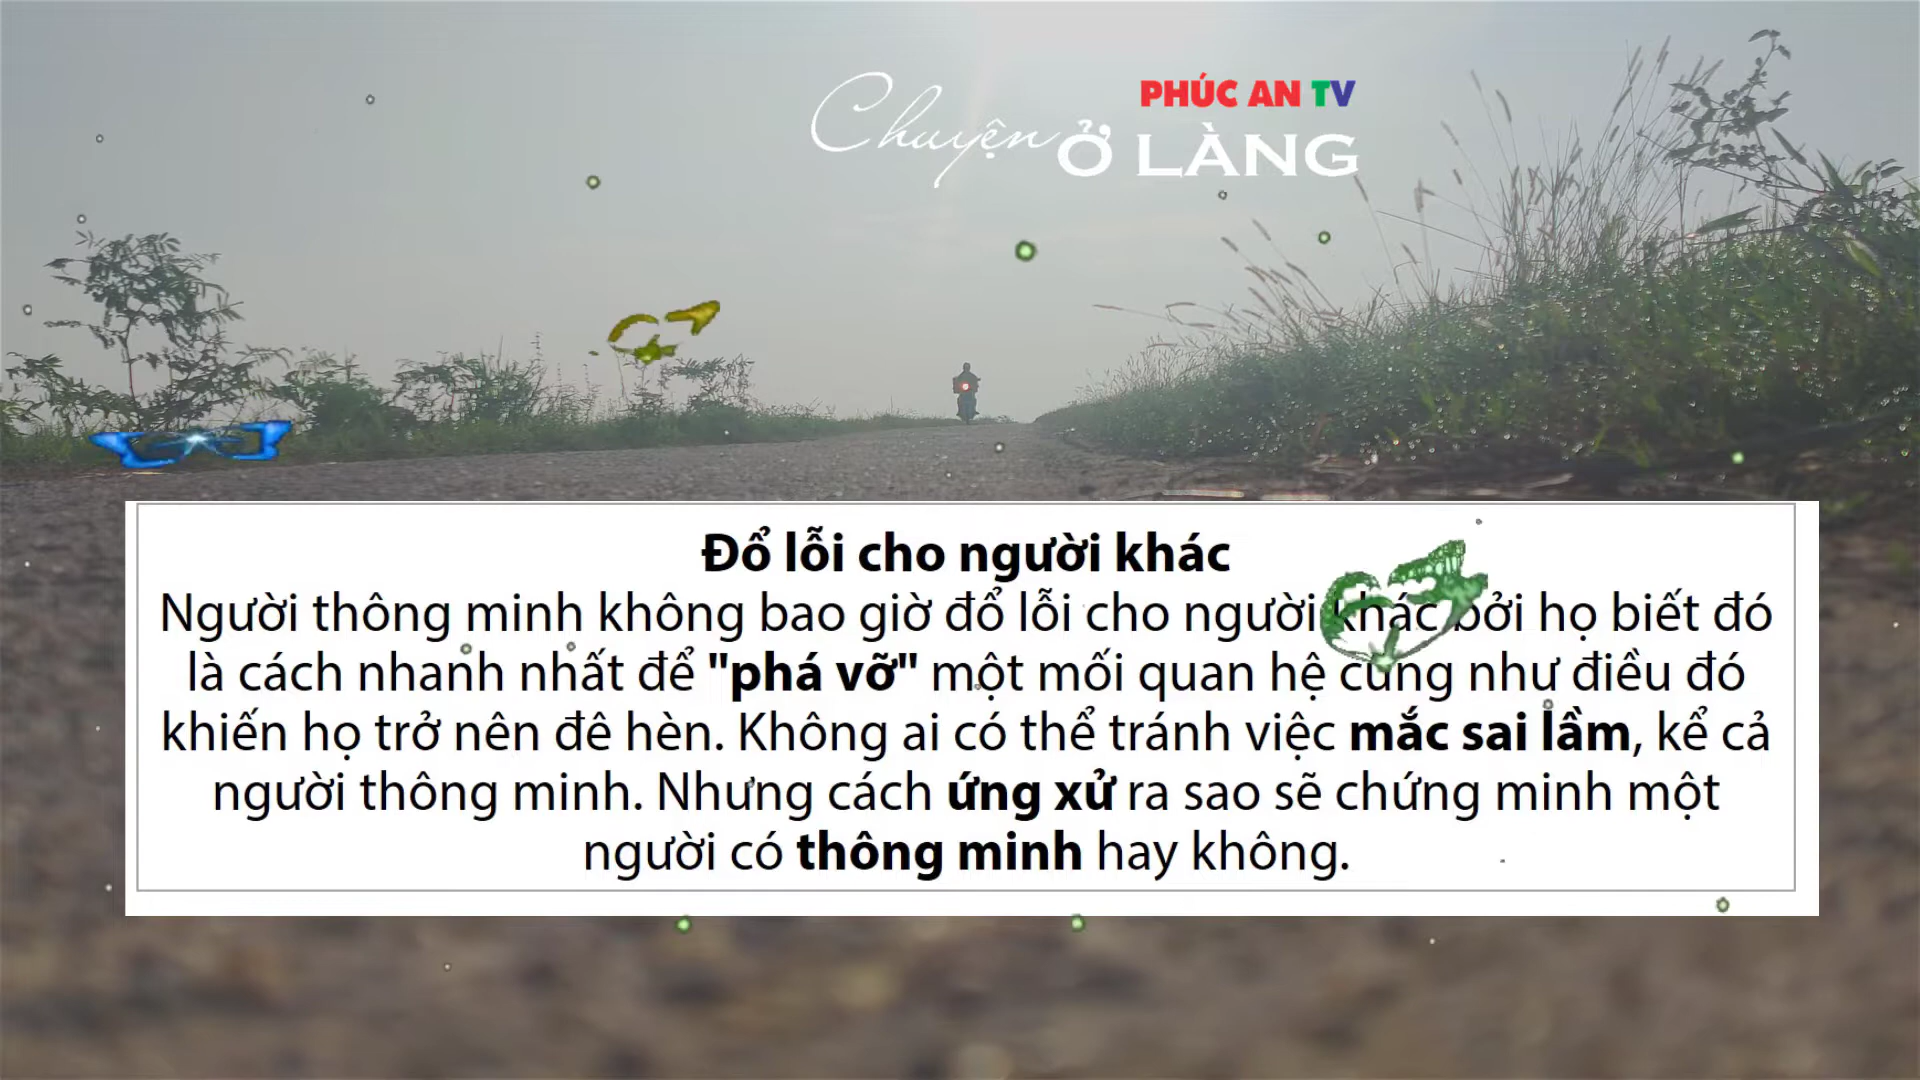 PHÚC AN TV
Chuyện Ở LÀNG
Đổ lỗi cho người khác
Người thông minh không bao giờ đổ lỗi cho người khác bởi họ biết đó
là cách nhanh nhất để "phá vỡ" một mối quan hệ cũng như điều đó
khiến họ trở nên đê hèn. Không ai có thể tránh việc mắc sai lầm, kể cả
người thông minh. Nhưng cách ứng xử ra sao sẽ chứng minh một
người có thông minh hay không.